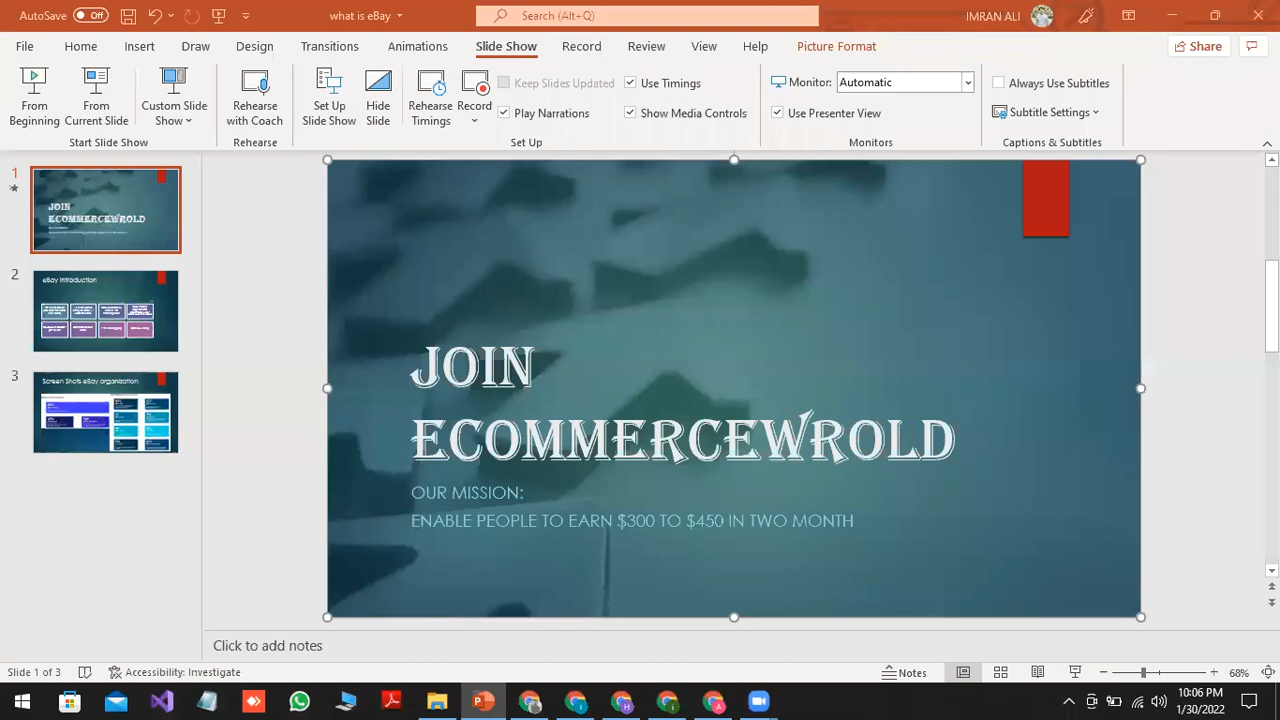 AutoSave Off what is eBay Search (Alt+Q) IMRAN ALI
File Home Insert Draw Design Transitions Animations Slide Show Record Review View Help Picture Format Share
From Beginning
From Current Slide
Custom Slide Show
Rehearse with Coach
Set Up Slide Show
Hide Slide
Rehearse Timings
Record
Keep Slides Updated
Play Narrations
Use Timings
Show Media Controls
Monitor: Automatic
Use Presenter View
Always Use Subtitles
Subtitle Settings
Start Slide Show Rehearse Set Up Monitors Captions & Subtitles
1
JOIN
ECOMMERCEWROLD
2
eBay Introduction
3
Screen Shots eBay organization
JOIN
ECOMMERCEWROLD
OUR MISSION:
ENABLE PEOPLE TO EARN $300 TO $450 IN TWO MONTH
Click to add notes
Slide 1 of 3 Accessibility: Investigate Notes 68%
10:06 PM
1/30/2022